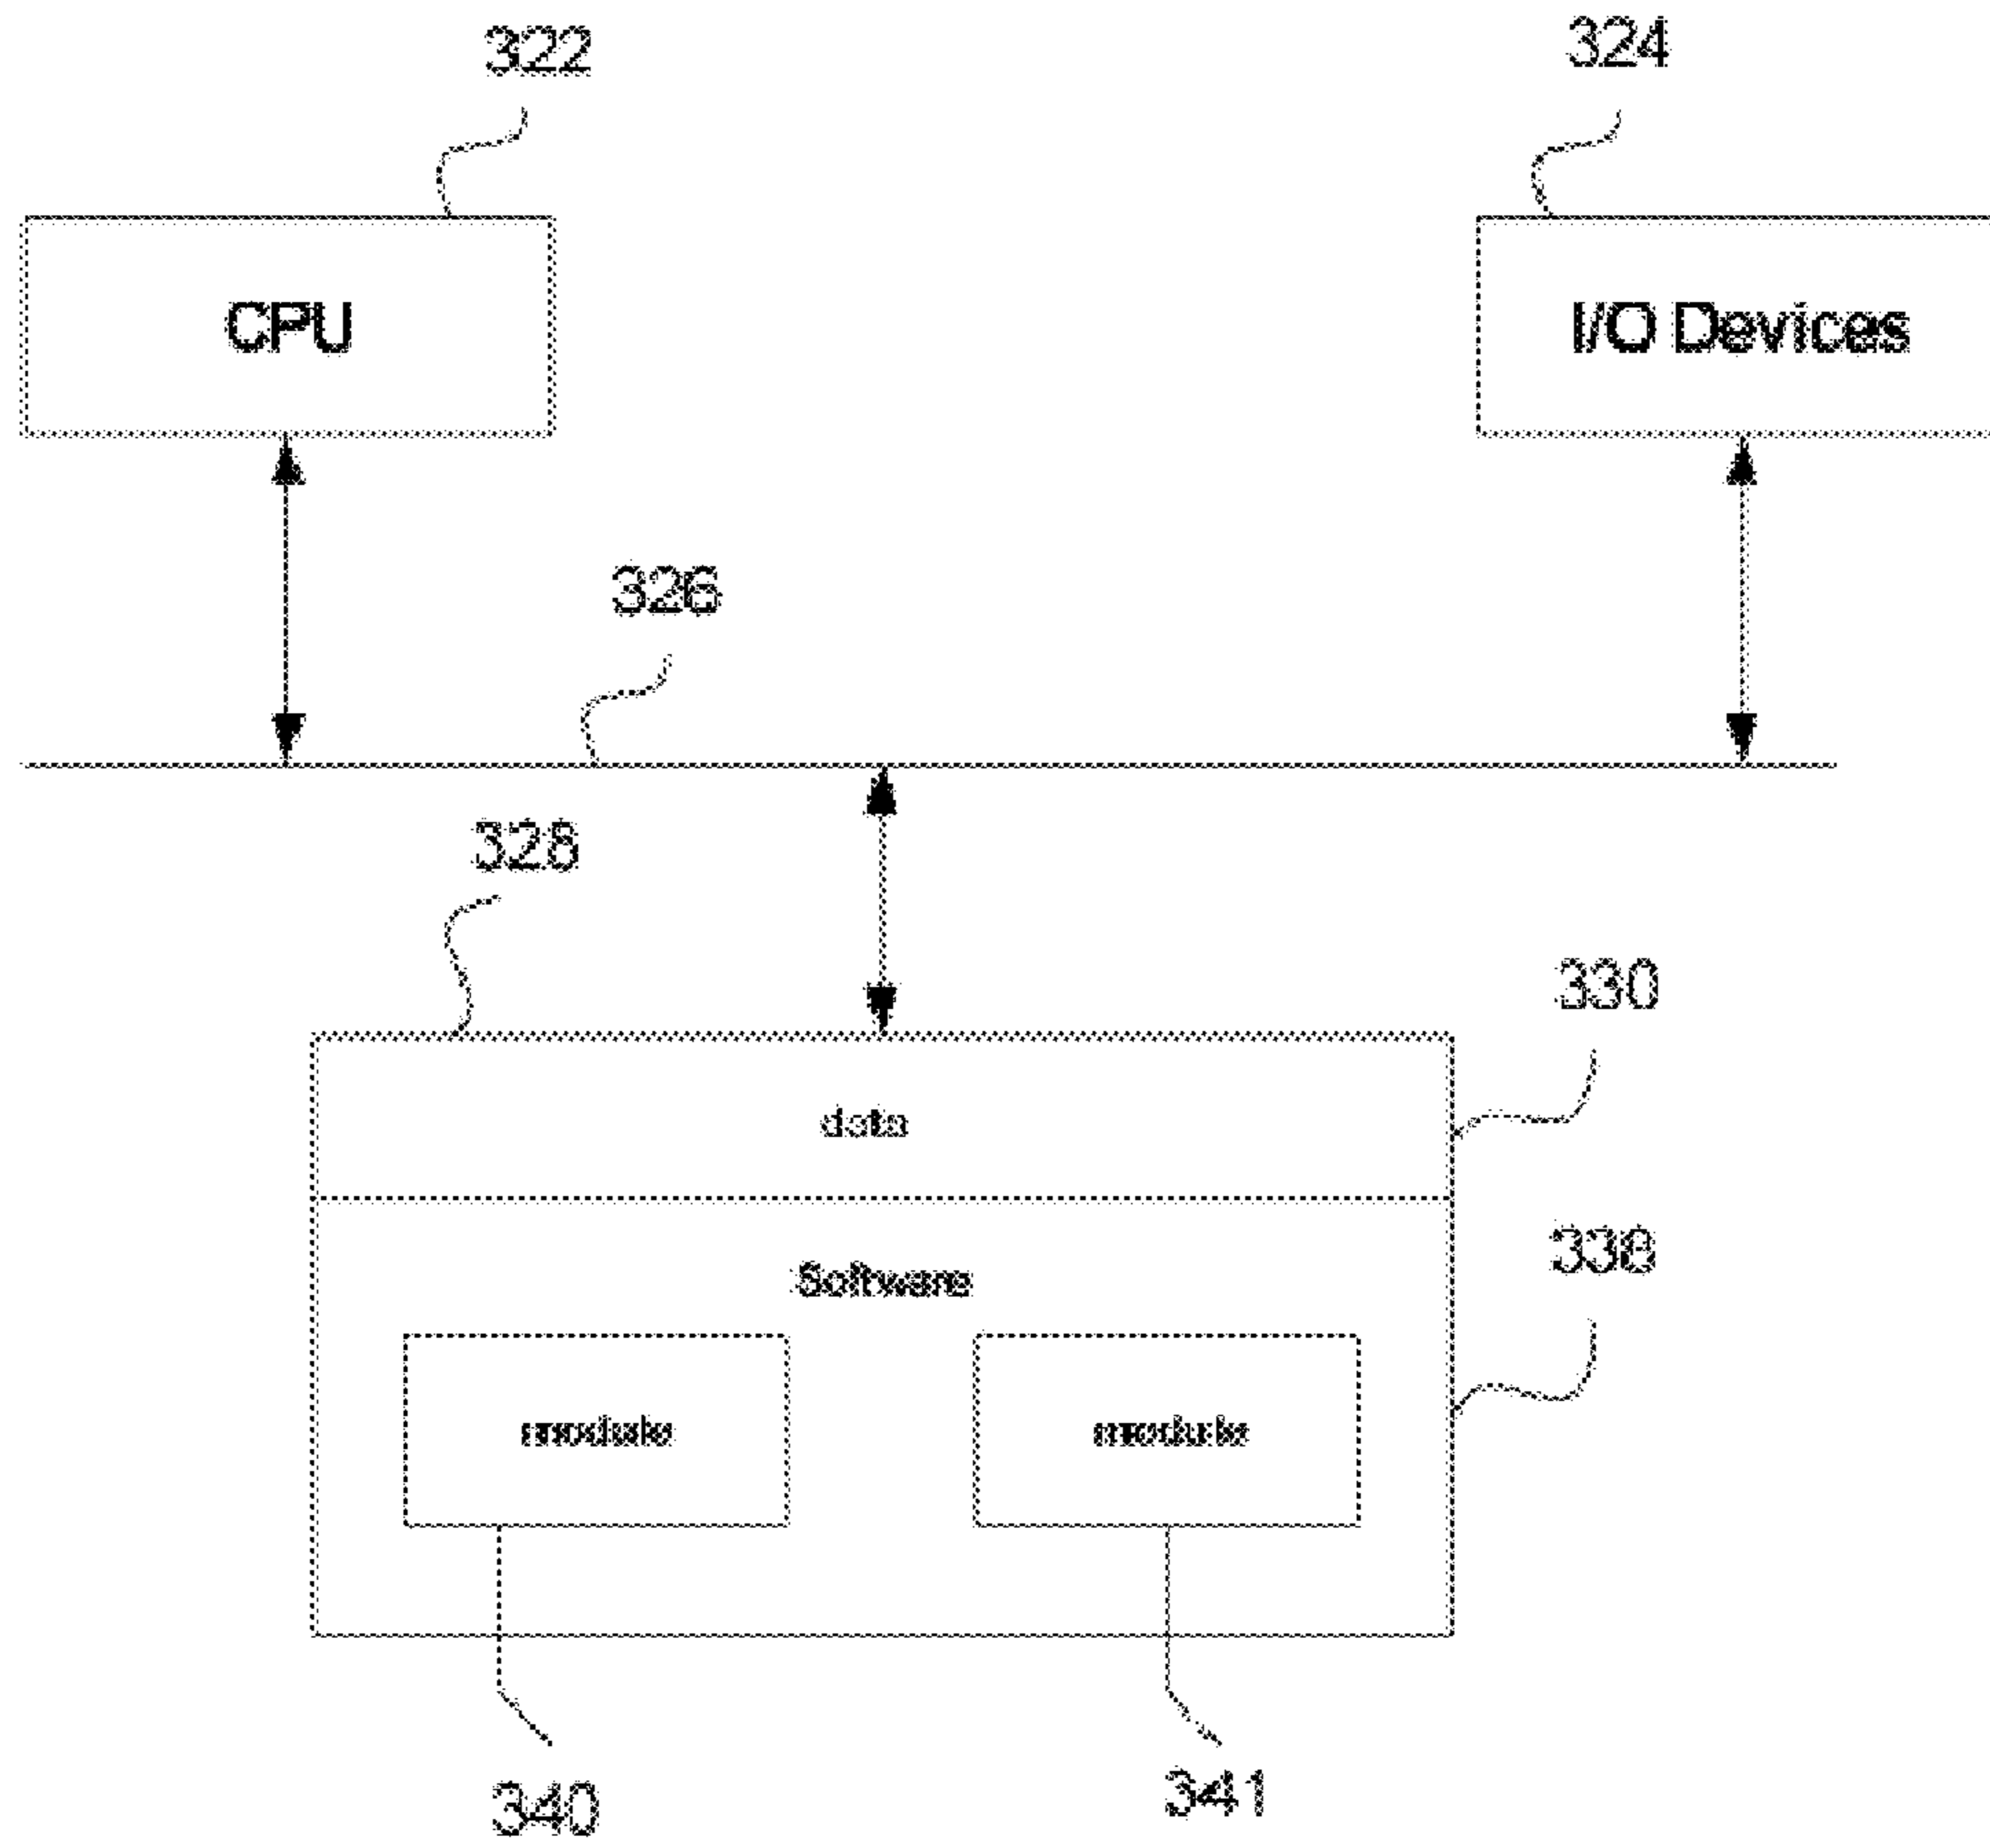 322
324
CPU
I/O Devices
326
328
330
data
338
Software
module
module
340
341